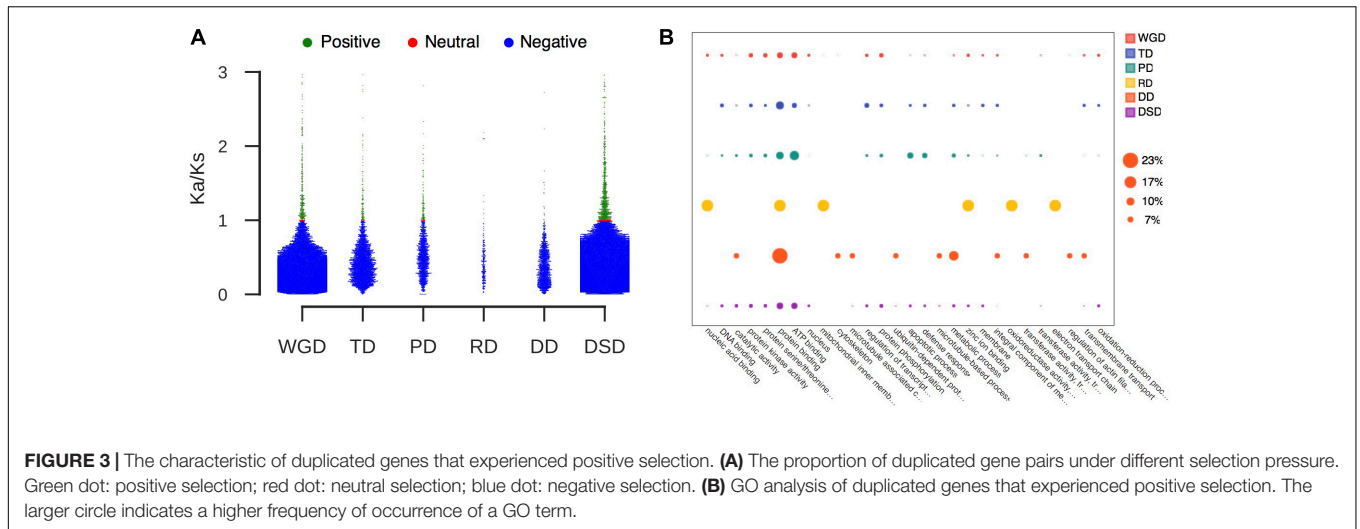 A
Positive
Neutral
Negative
3
2
1
0
Ka/Ks
WGD
TD
PD
RD
DD
DSD
B
WGD
TD
PD
RD
DD
DSD
23%
17%
10%
7%
nucleic acid binding
DNA binding
catalytic activity
protein kinase activity
protein serine/threonine...
protein binding
ATP binding
nucleus
mitochondrial inner memb...
cytoskeleton
microtubule associated c...
regulation of transcript...
protein phosphorylation
ubiquitin-dependent prot...
apoptotic process
defense response
microtubule-based process
metabolic process
zinc ion binding
membrane
integral component of me...
oxidoreductase activity,...
transferase activity, tr...
transferase activity, tr...
electron transport chain
regulation of actin fila...
transmembrane transport
oxidation-reduction proc...
FIGURE 3 | The characteristic of duplicated genes that experienced positive selection. (A) The proportion of duplicated gene pairs under different selection pressure.
Green dot: positive selection; red dot: neutral selection; blue dot: negative selection. (B) GO analysis of duplicated genes that experienced positive selection. The
larger circle indicates a higher frequency of occurrence of a GO term.